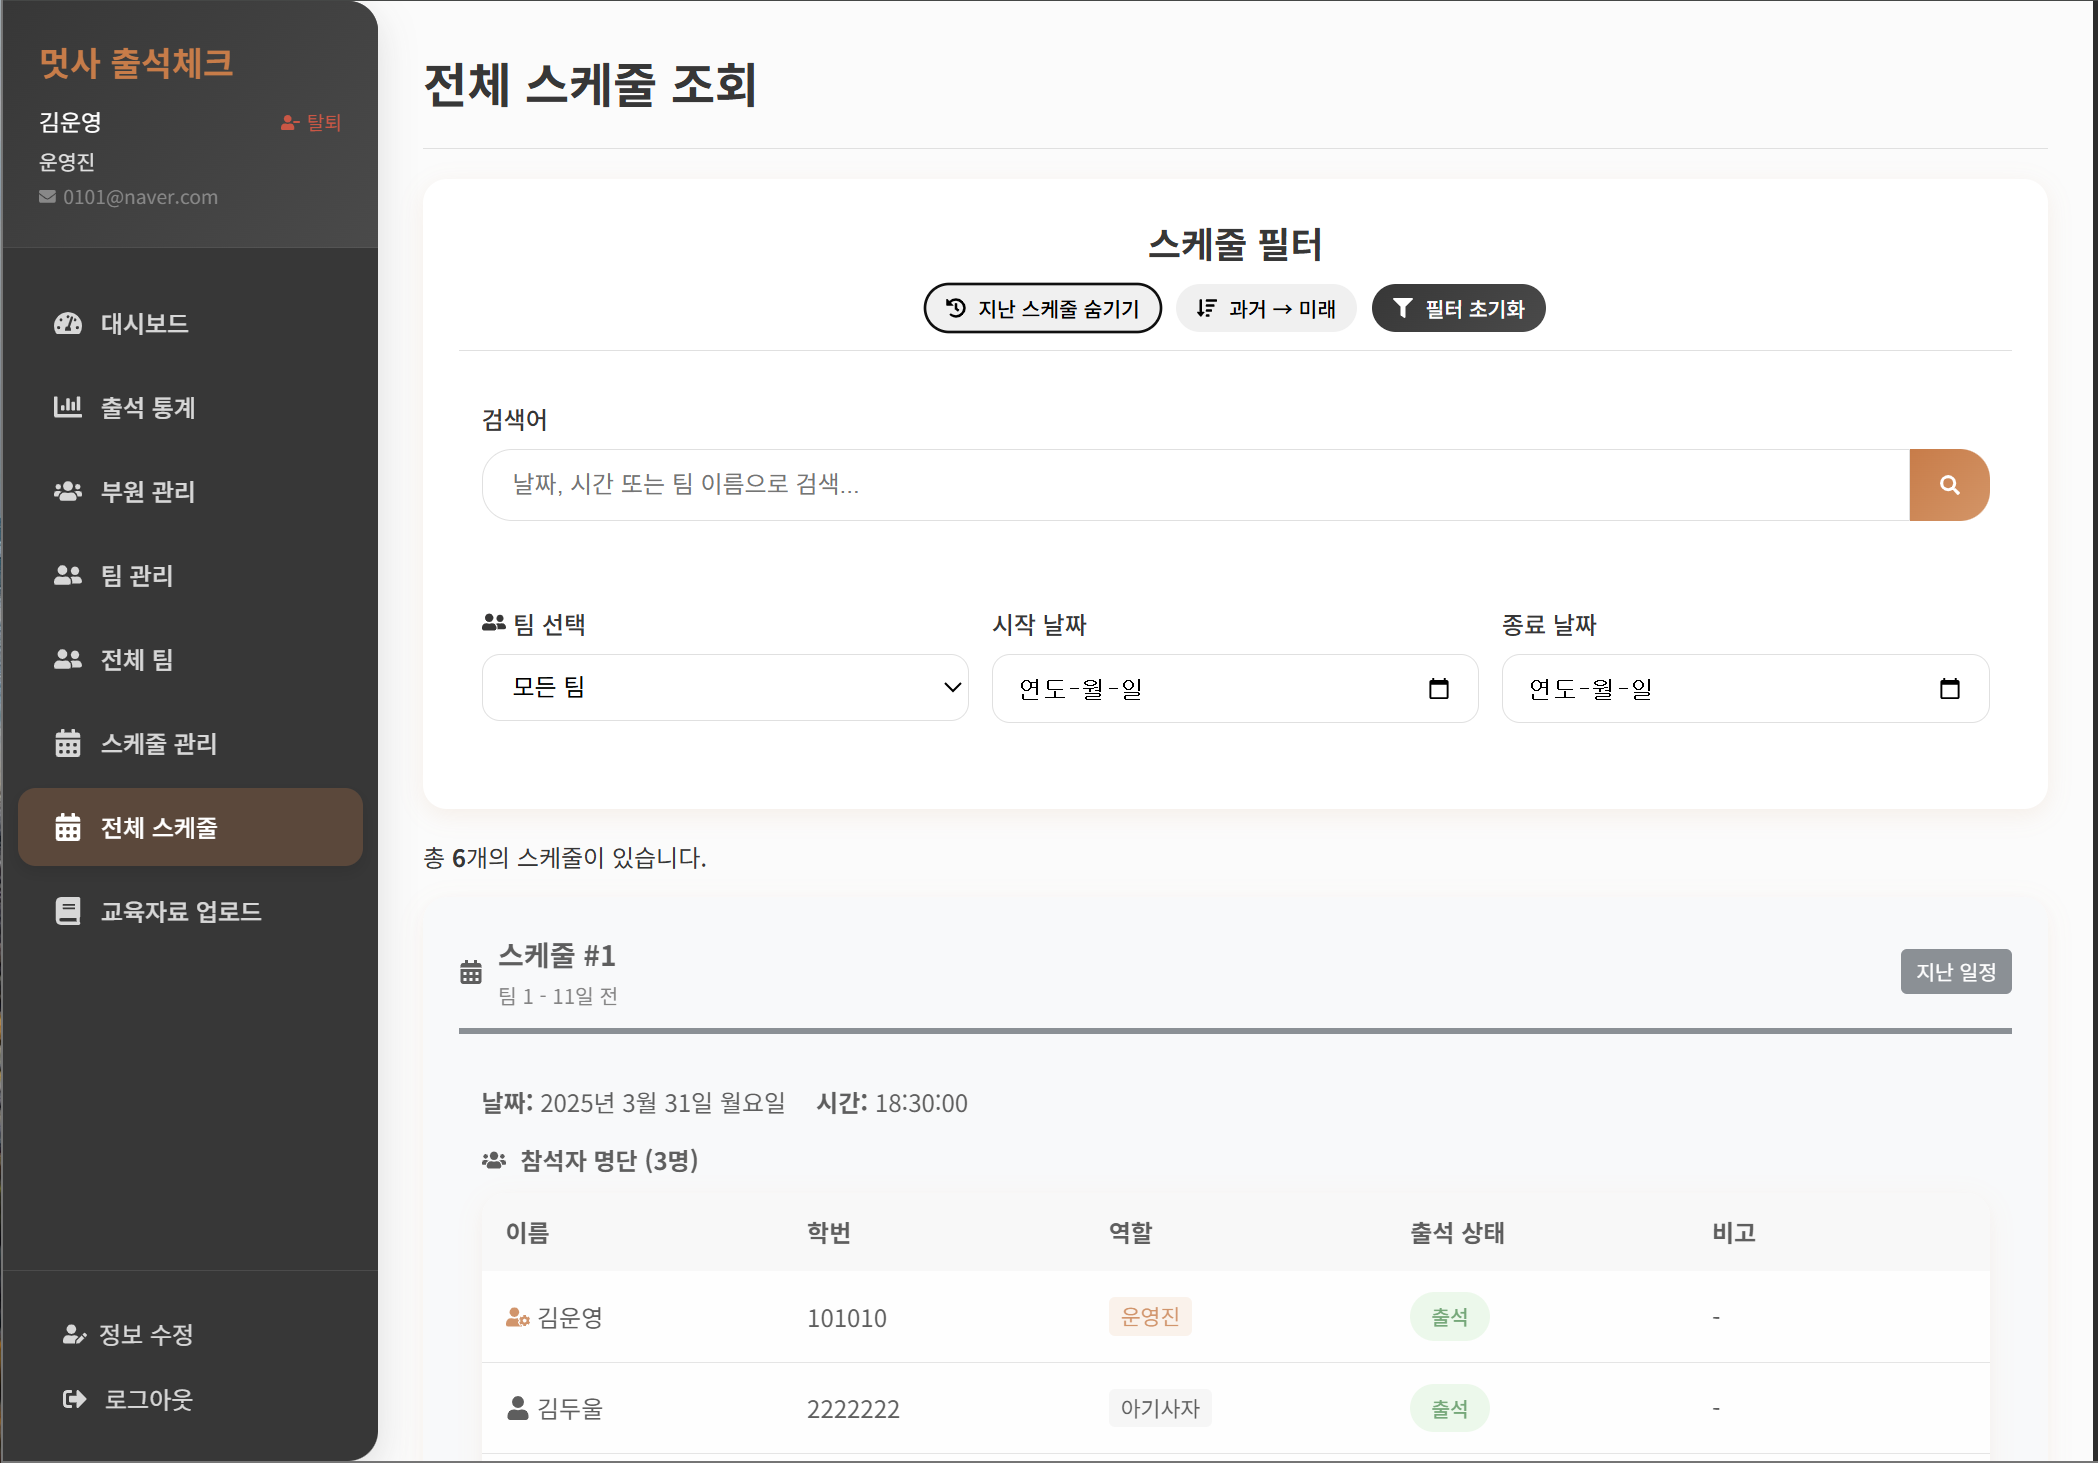 멋사 출석체크
김운영
탈퇴
운영진
0101@naver.com
대시보드
출석 통계
부원 관리
팀 관리
전체 팀
스케줄 관리
전체 스케줄
교육자료 업로드
정보 수정
로그아웃
전체 스케줄 조회
스케줄 필터
지난 스케줄 숨기기
과거 → 미래
필터 초기화
검색어
날짜, 시간 또는 팀 이름으로 검색...
팀 선택
모든 팀
시작 날짜
연도-월-일
종료 날짜
연도-월-일
총 6개의 스케줄이 있습니다.
스케줄 #1
팀 1 - 11일 전
지난 일정
날짜: 2025년 3월 31일 월요일 시간: 18:30:00
참석자 명단 (3명)
이름 학번 역할 출석 상태 비고
김운영 101010 운영진 출석 -
김두울 2222222 아기사자 출석 -